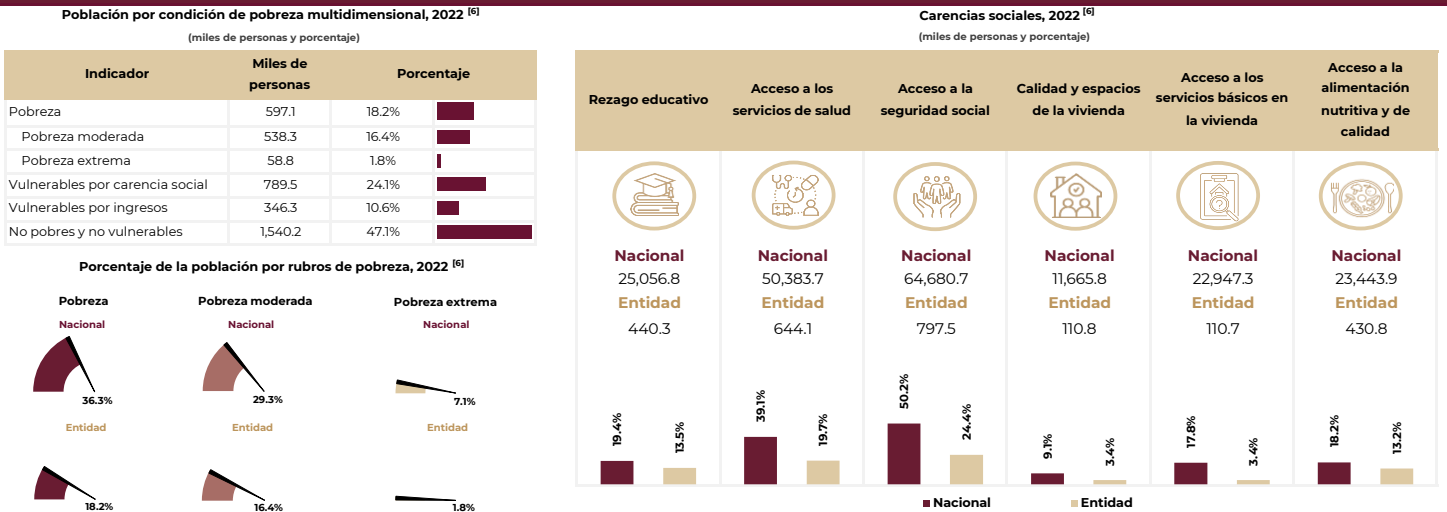 Población por condición de pobreza multidimensional, 2022 [6]
(miles de personas y porcentaje)
Indicador Miles de personas Porcentaje
Pobreza 597.1 18.2%
Pobreza moderada 538.3 16.4%
Pobreza extrema 58.8 1.8%
Vulnerables por carencia social 789.5 24.1%
Vulnerables por ingresos 346.3 10.6%
No pobres y no vulnerables 1,540.2 47.1%
Porcentaje de la población por rubros de pobreza, 2022 [6]
Pobreza Pobreza moderada Pobreza extrema
Nacional Nacional Nacional
36.3% 29.3% 7.1%
Entidad Entidad Entidad
18.2% 16.4% 1.8%
Carencias sociales, 2022 [6]
(miles de personas y porcentaje)
Rezago educativo
Acceso a los
servicios de salud
Acceso a la
seguridad social
Calidad y espacios
de la vivienda
Acceso a los
servicios básicos en
la vivienda
Acceso a la
alimentación
nutritiva y de
calidad
Nacional Nacional Nacional Nacional Nacional Nacional
25,056.8 50,383.7 64,680.7 11,665.8 22,947.3 23,443.9
Entidad Entidad Entidad Entidad Entidad Entidad
440.3 644.1 797.5 110.8 110.7 430.8
19.4% 13.5% 39.1% 19.7% 50.2% 24.4% 9.1% 3.4% 17.8% 3.4% 18.2% 13.2%
Nacional Entidad